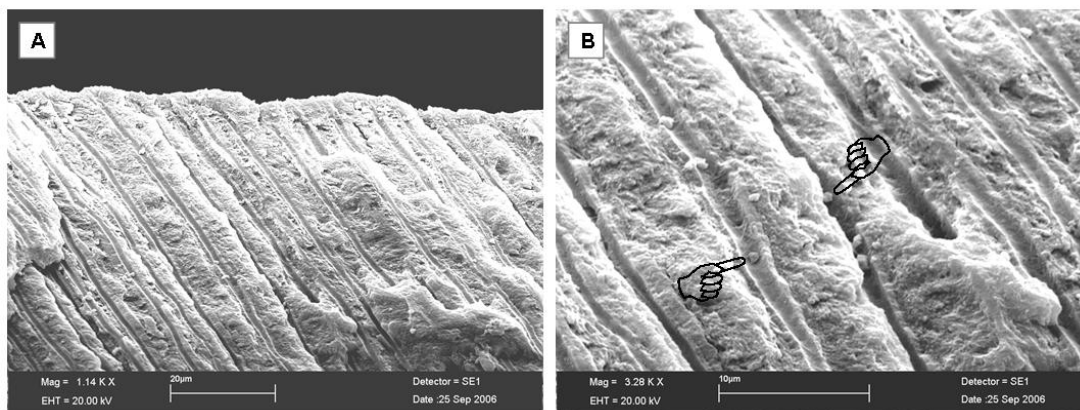 A
Mag = 1.14 K X
20µm
Detector = SE1
EHT = 20.00 kV
Date :25 Sep 2006
B
Mag = 3.28 K X
10µm
Detector = SE1
EHT = 20.00 kV
Date :25 Sep 2006